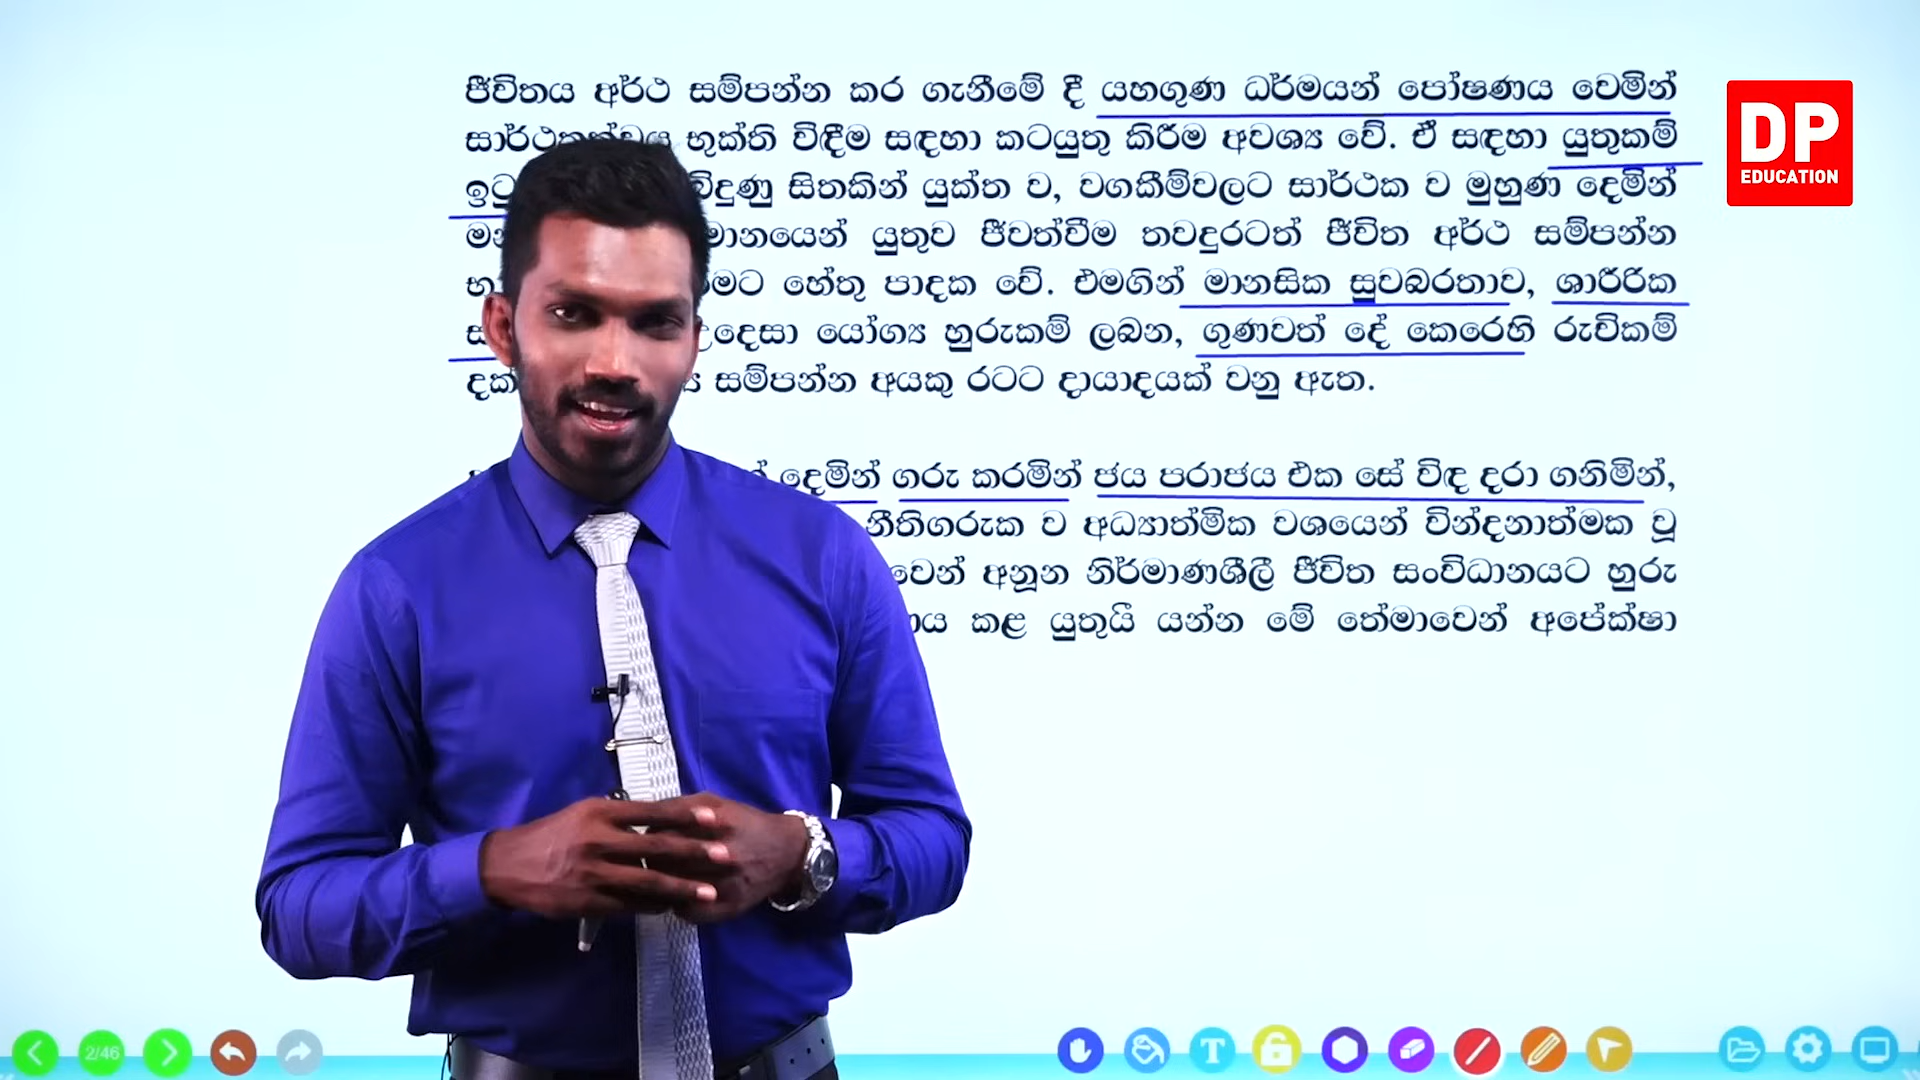 ජීවිතය අර්ථ සම්පන්න කර ගැනීමේ දී යහගුණ ධර්මයන් පෝෂණය වෙමින්
භුක්ති විඳීම සඳහා කටයුතු කිරීම අවශ්‍ය වේ. ඒ සඳහා යුතුකම්
සිතකින් යුක්ත ව, වගකීම්වලට සාර්ථක ව මුහුණ දෙමින්
යුතුව ජීවත්වීම තවදුරටත් ජීවිත අර්ථ සම්පන්න
හේතු පාදක වේ. එමගින් මානසික සුවබරතාව, ශාරීරික
යෝග්‍ය හුරුකම් ලබන, ගුණවත් දේ කෙරෙහි රුචිකම්
සම්පන්න අයකු රටට දායාදයක් වනු ඇත.
දෙමින් ගරු කරමින් ජය පරාජය එක සේ විඳ දරා ගනිමින්,
නීතිගරුක ව අධ්‍යාත්මික වශයෙන් වින්දනාත්මක වූ
අනූන නිර්මාණශීලී ජීවිත සංවිධානයට හුරු
කළ යුතුයී යන්න මේ තේමාවෙන් අපේක්ෂා
DP
EDUCATION
2/46